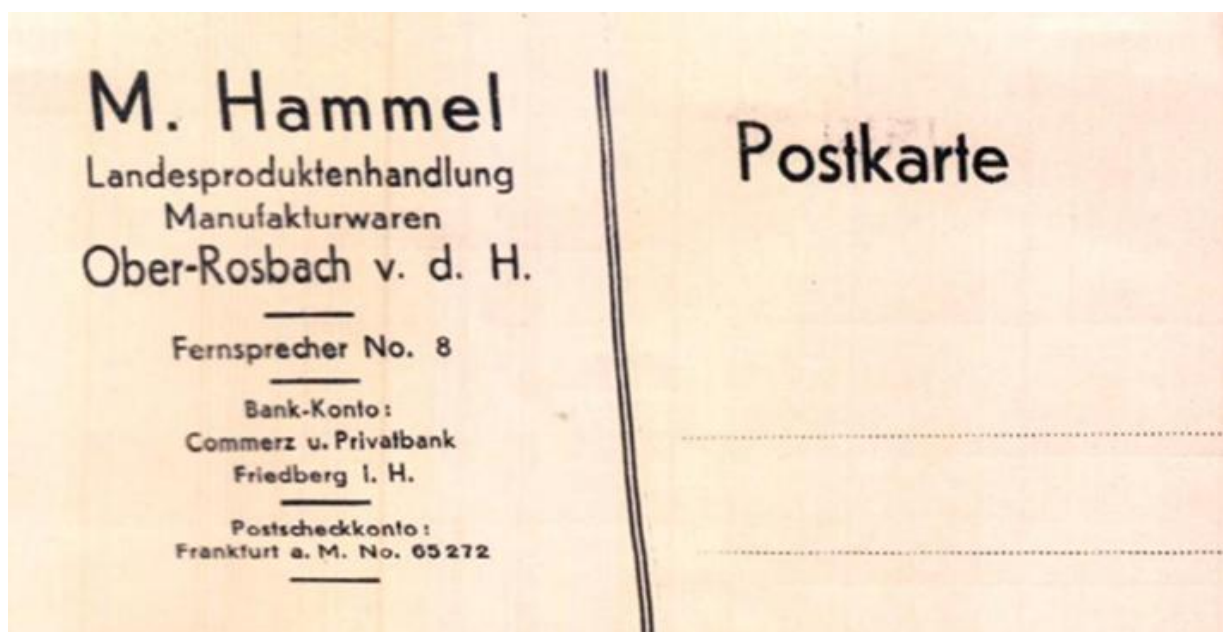 M. Hammel
Landesproduktenhandlung
Manufakturwaren
Ober-Rosbach v. d. H.
Fernsprecher No. 8
Bank-Konto:
Commerz u. Privatbank
Friedberg i. H.
Postscheckkonto:
Frankfurt a. M. No. 65272
Postkarte